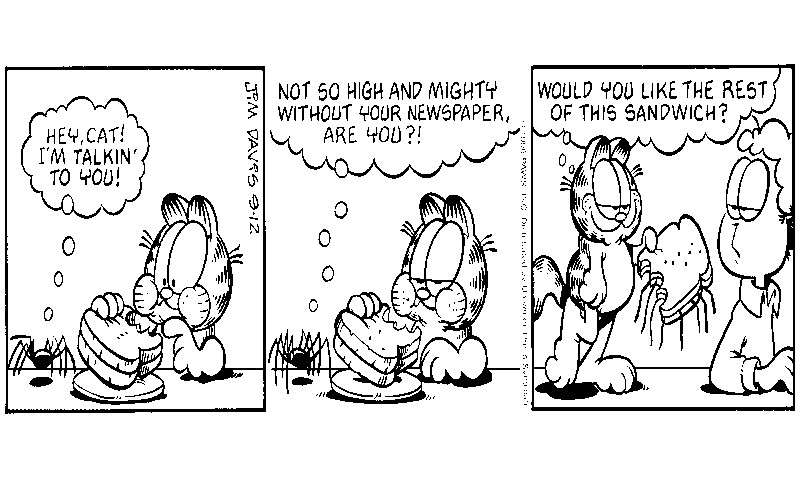 HEY, CAT!
I'M TALKIN'
TO YOU!
JIM DAVIS 9-12
NOT SO HIGH AND MIGHTY
WITHOUT YOUR NEWSPAPER,
ARE YOU?!
WOULD YOU LIKE THE REST
OF THIS SANDWICH?